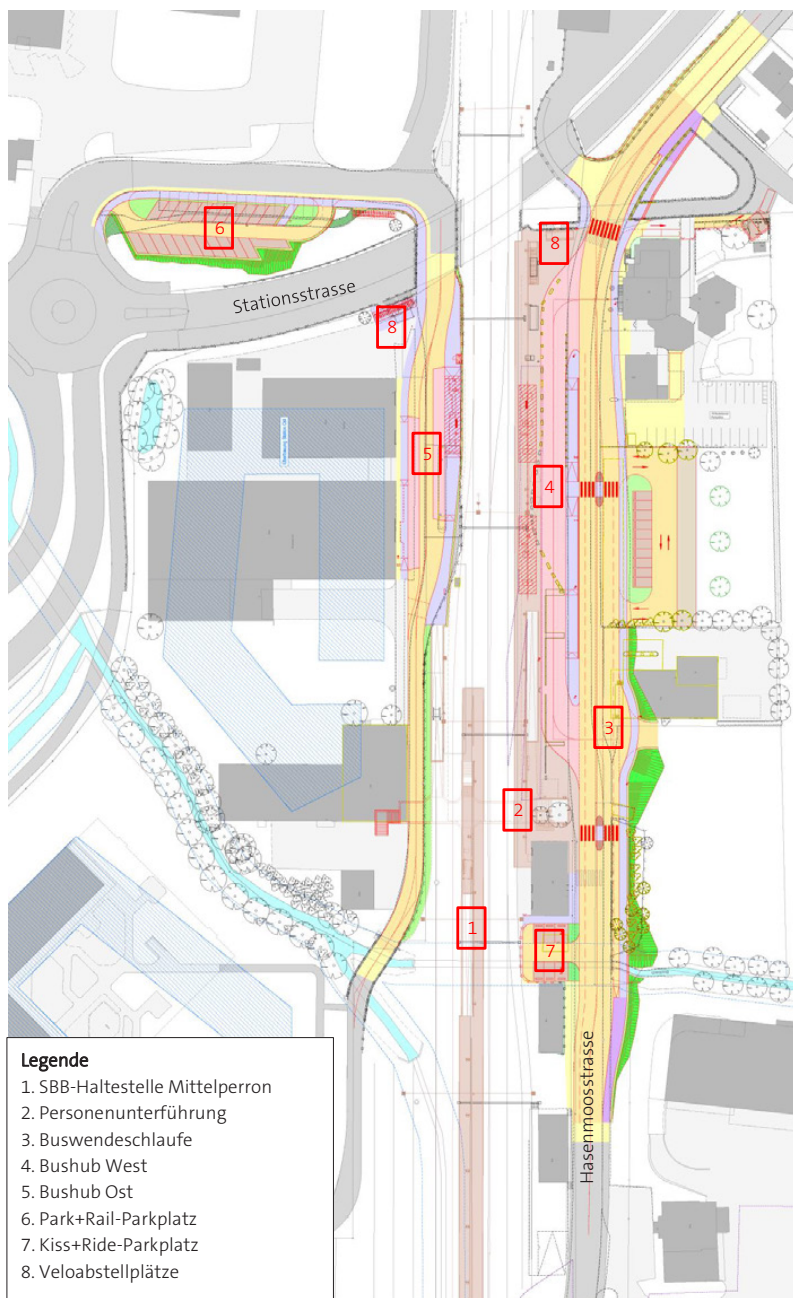 6
8
Stationsstrasse
8
5
4
3
2
1
7
Hasenmoosstrasse
Legende
1. SBB-Haltestelle Mittelperron
2. Personenunterführung
3. Buswendeschlaufe
4. Bushub West
5. Bushub Ost
6. Park+Rail-Parkplatz
7. Kiss+Ride-Parkplatz
8. Veloabstellplätze